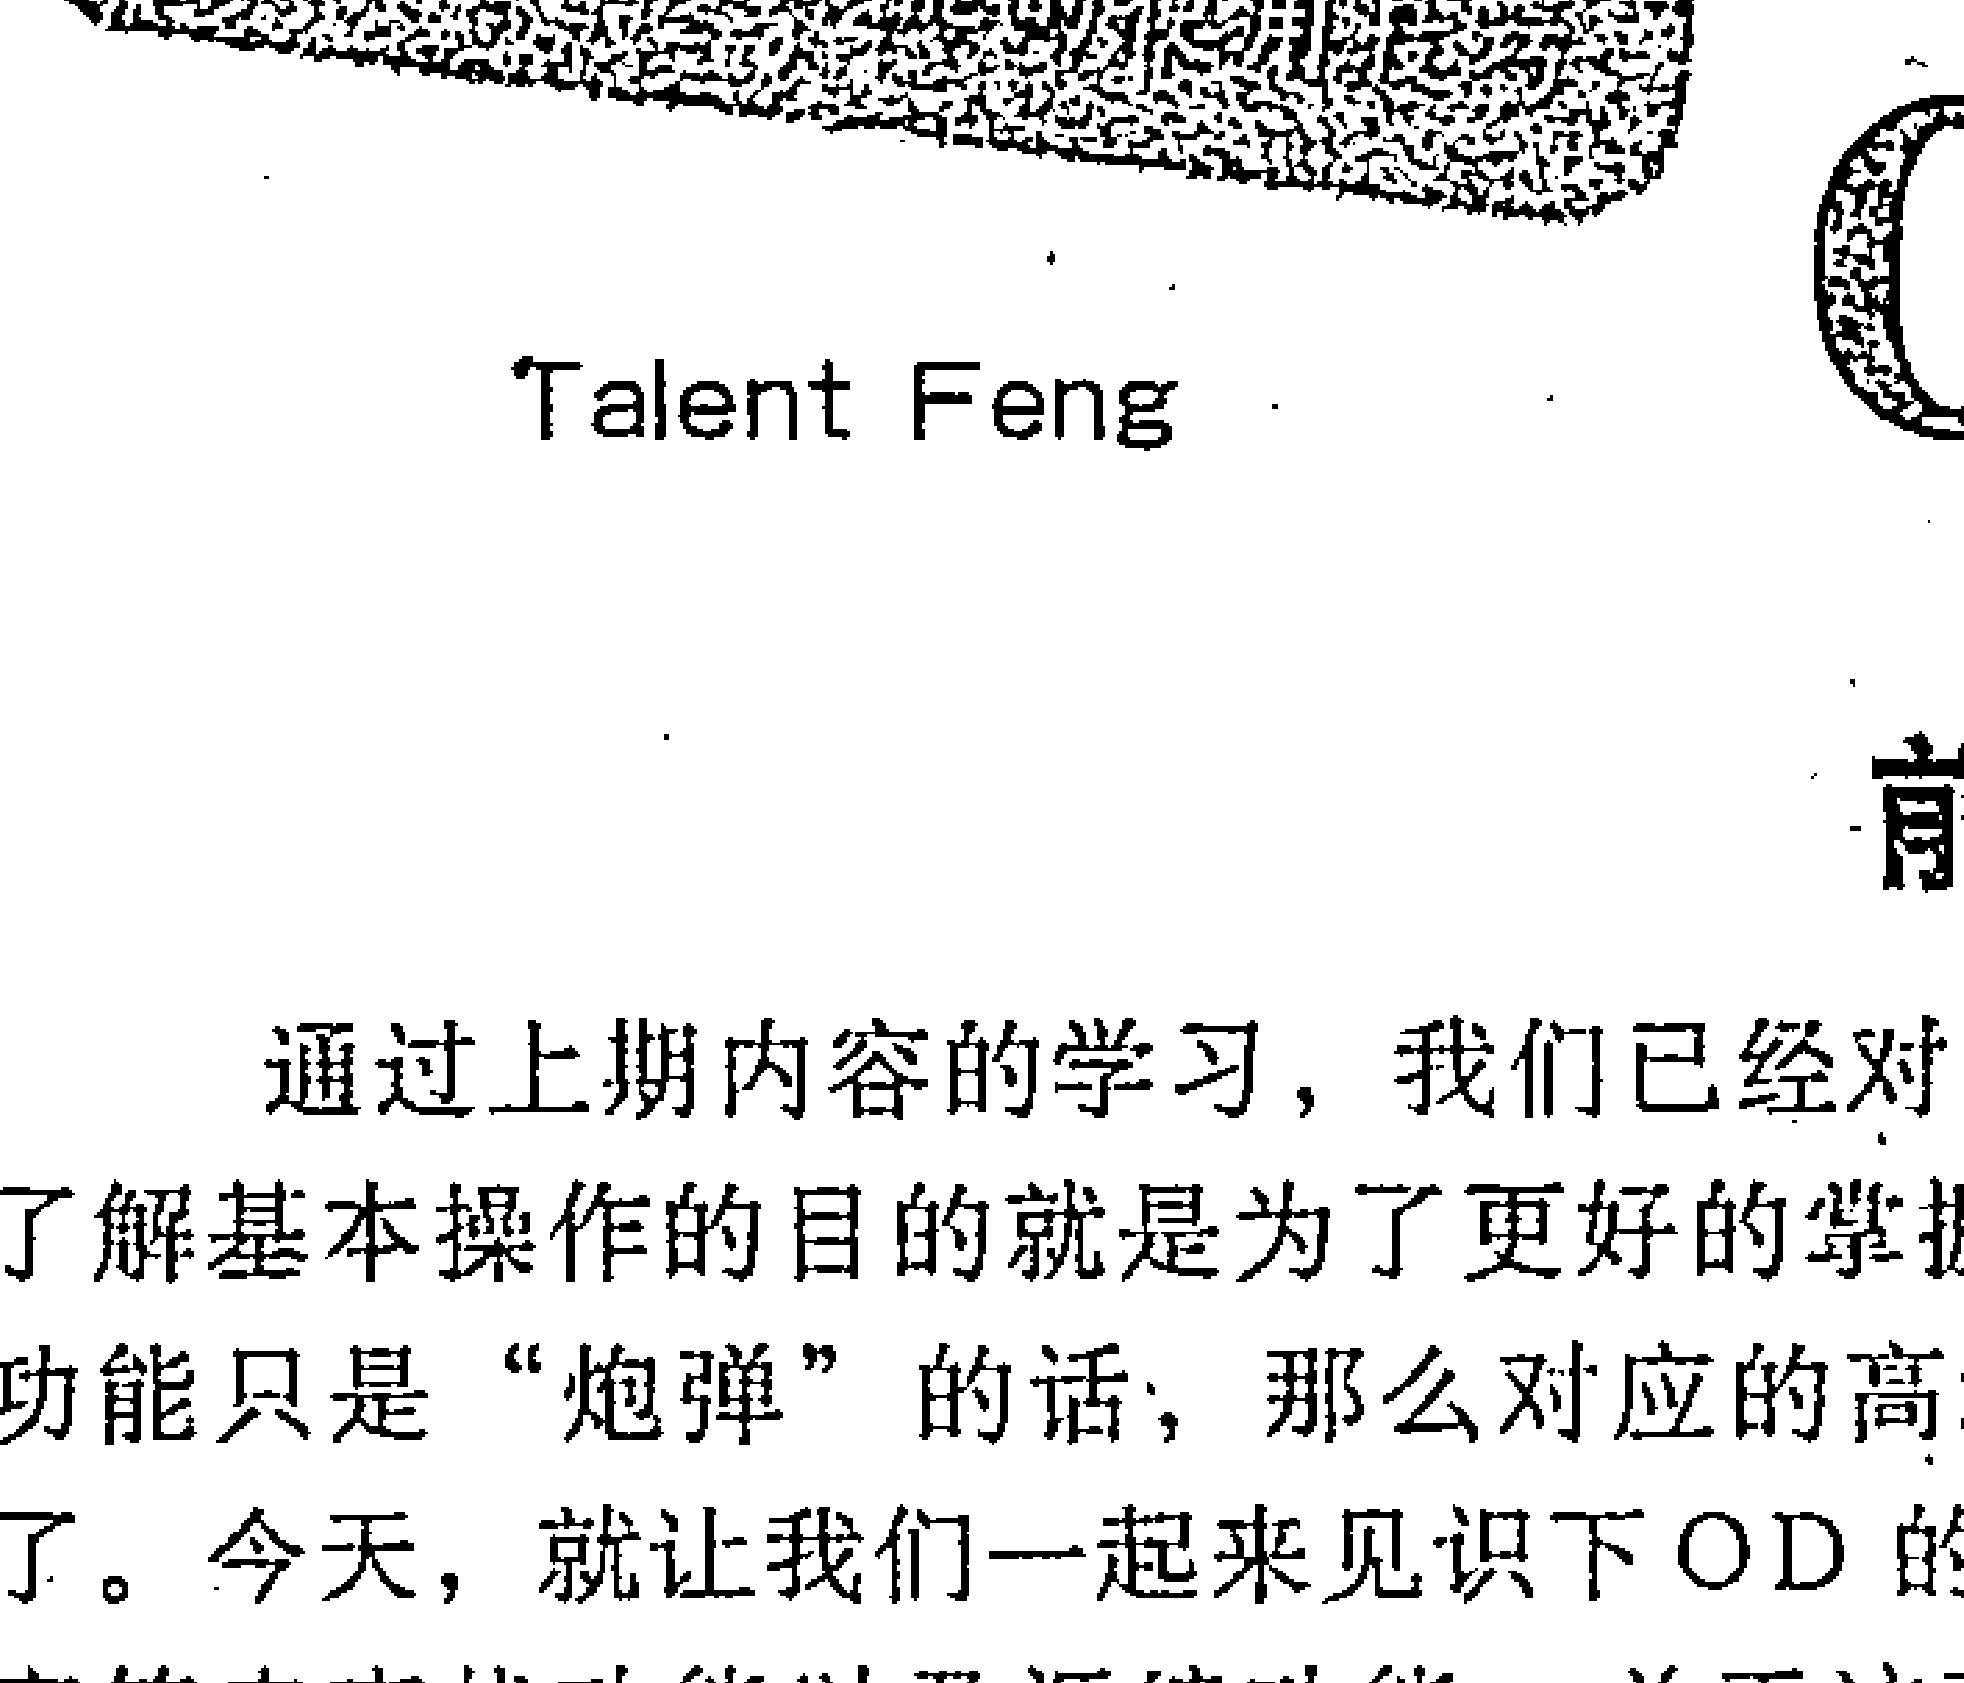 Talent Feng
前
通过上期内容的学习，我们已经对
了解基本操作的目的就是为了更好的掌握
功能只是“炮弹”的话，那么对应的高
了。今天，就让我们一起来见识下OD的